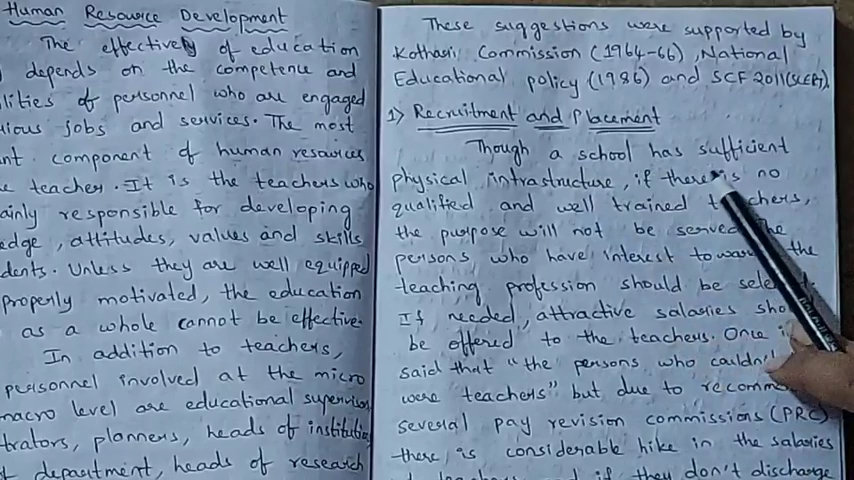 Human Resource Development
The effectively of education
depends on the competence and
lities of personnel who are engaged
ious jobs and services. The most
nt component of human resources
e teacher. It is the teachers who
ainly responsible for developing
edge, attitudes, values and skills
dents. Unless they are well equipped
properly motivated, the education
as a whole cannot be effective.
In addition to teachers,
personnel involved at the micro
macro level are educational supervisors
trators, planners, heads of institution
department, heads of research
These suggestions were supported by
Kothari Commission (1964-66), National
Educational policy (1986) and SCF 2011(SCERT).
1) Recruitment and Placement
Though a school has sufficient
physical intrastructure, if there is no
qualified and well trained t chers,
the purpose will not be served The
persons who have interest towar the
teaching profession should be sele
If needed, attractive salaries sho
be offered to the teachers. Once i
said that "the persons who couldn't
were teachers" but due to recomm
several pay revision commissions (PRC)
there is considerable hike in the salaries
if they don't discharge